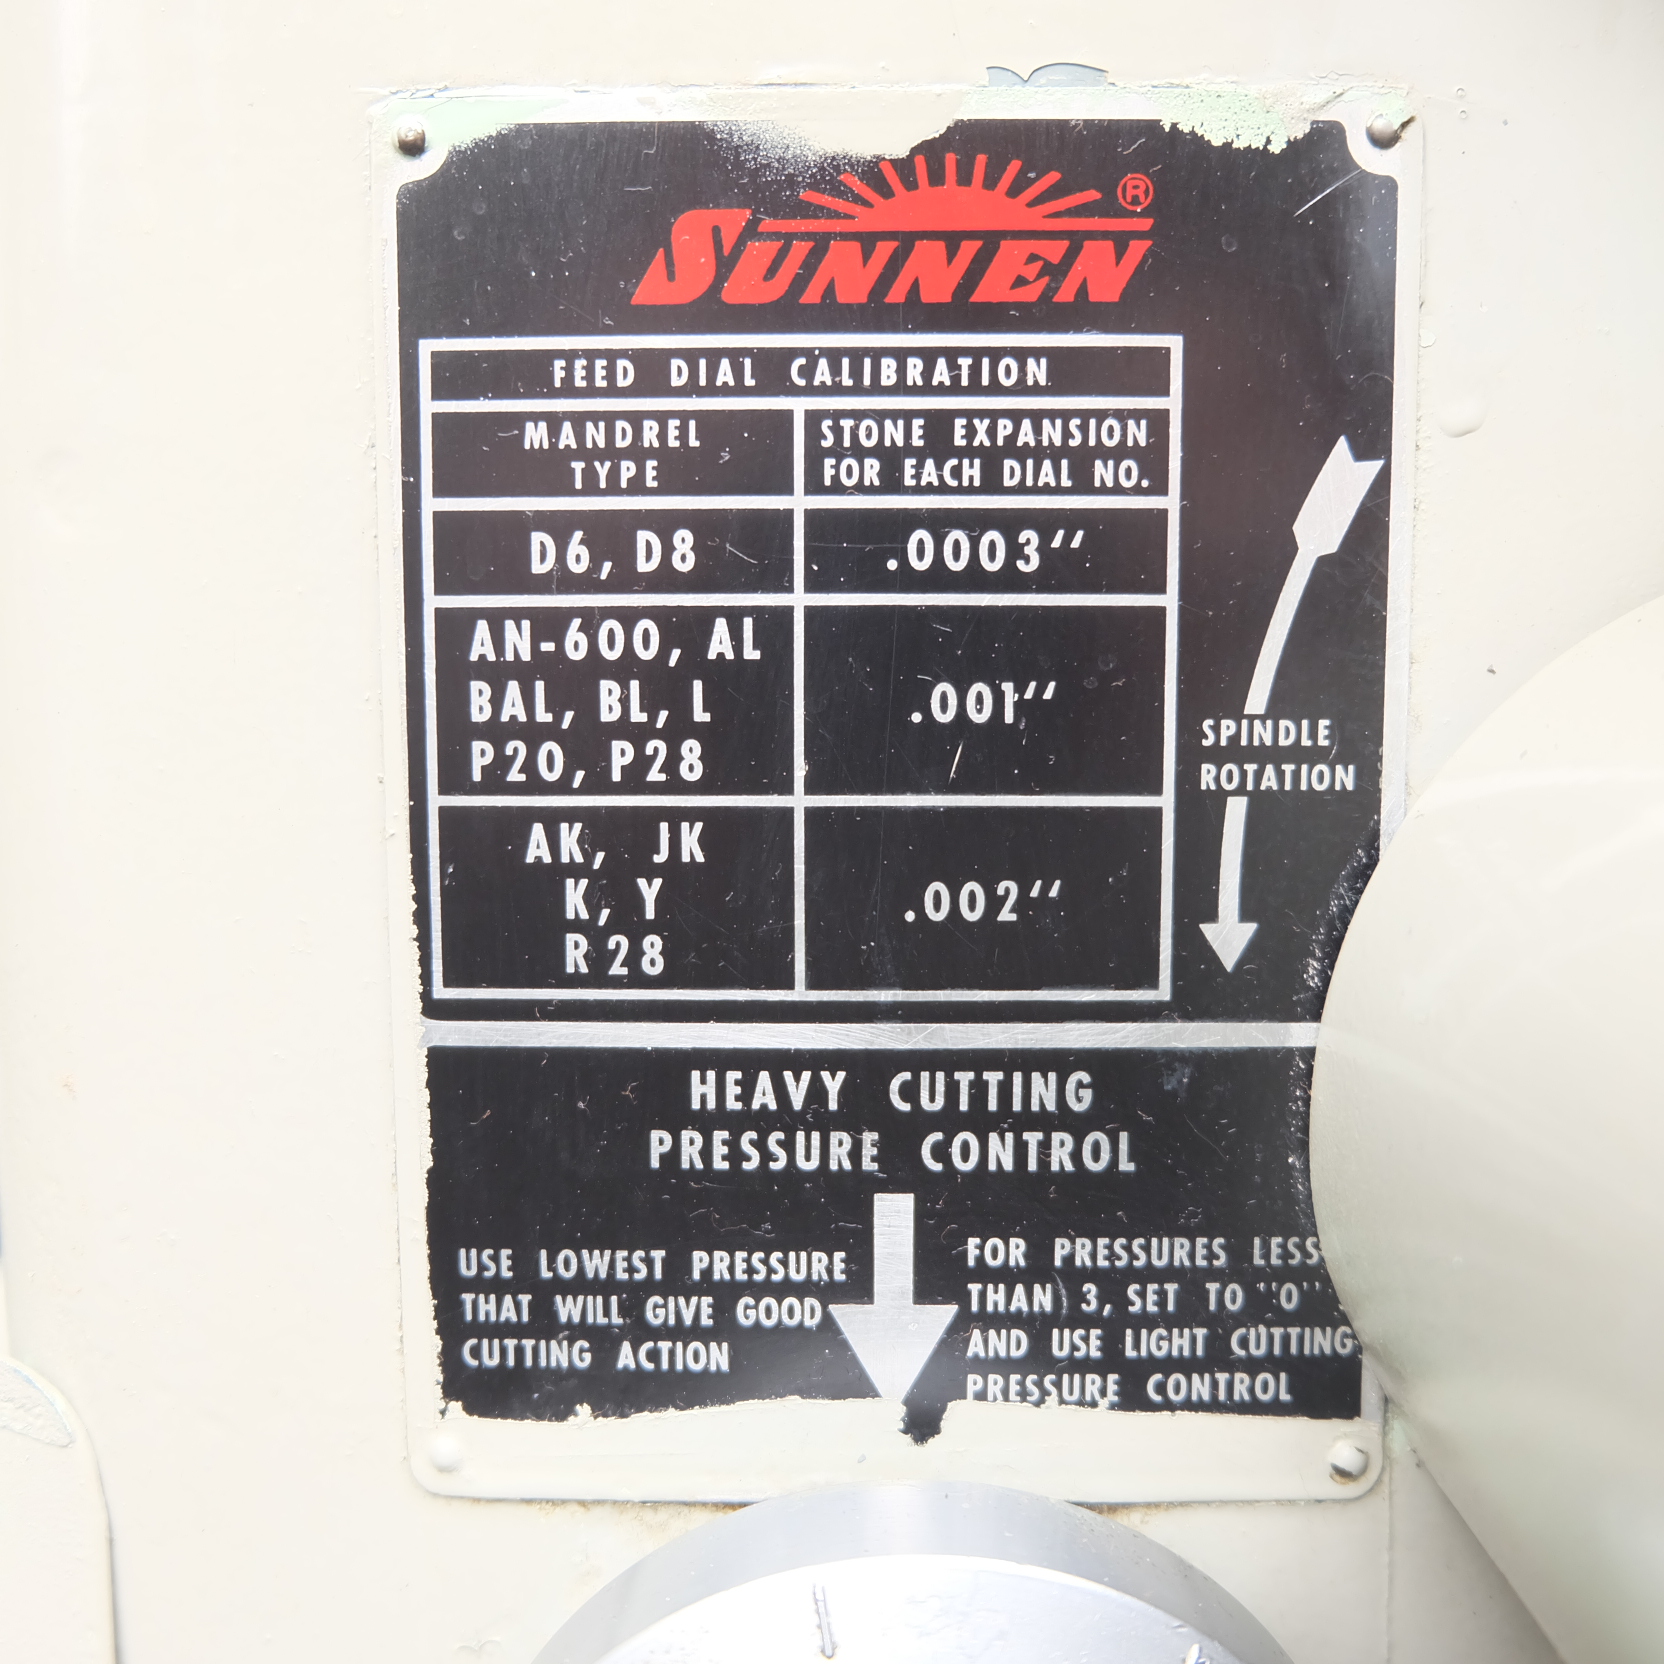 SUNNEN®
FEED DIAL CALIBRATION
MANDREL TYPE
STONE EXPANSION FOR EACH DIAL NO.
D6, D8
.0003"
AN-600, AL
BAL, BL, L
P20, P28
.001"
AK, JK
K, Y
R28
.002"
SPINDLE
ROTATION
HEAVY CUTTING
PRESSURE CONTROL
USE LOWEST PRESSURE
THAT WILL GIVE GOOD
CUTTING ACTION
FOR PRESSURES LESS
THAN 3, SET TO "0"
AND USE LIGHT CUTTING
PRESSURE CONTROL